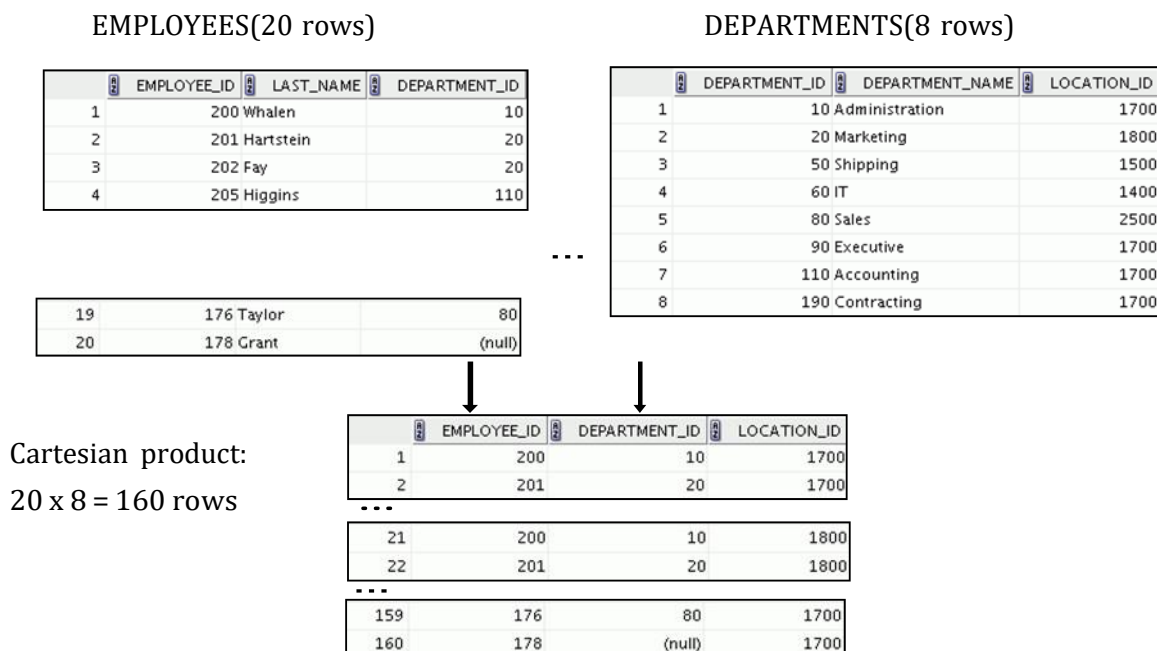 EMPLOYEES(20 rows)
DEPARTMENTS(8 rows)
EMPLOYEE_ID LAST_NAME DEPARTMENT_ID
1 200 Whalen 10
2 201 Hartstein 20
3 202 Fay 20
4 205 Higgins 110
...
19 176 Taylor 80
20 178 Grant (null)
DEPARTMENT_ID DEPARTMENT_NAME LOCATION_ID
1 10 Administration 1700
2 20 Marketing 1800
3 50 Shipping 1500
4 60 IT 1400
5 80 Sales 2500
6 90 Executive 1700
7 110 Accounting 1700
8 190 Contracting 1700
Cartesian product:
20 x 8 = 160 rows
EMPLOYEE_ID DEPARTMENT_ID LOCATION_ID
1 200 10 1700
2 201 20 1700
...
21 200 10 1800
22 201 20 1800
...
159 176 80 1700
160 178 (null) 1700